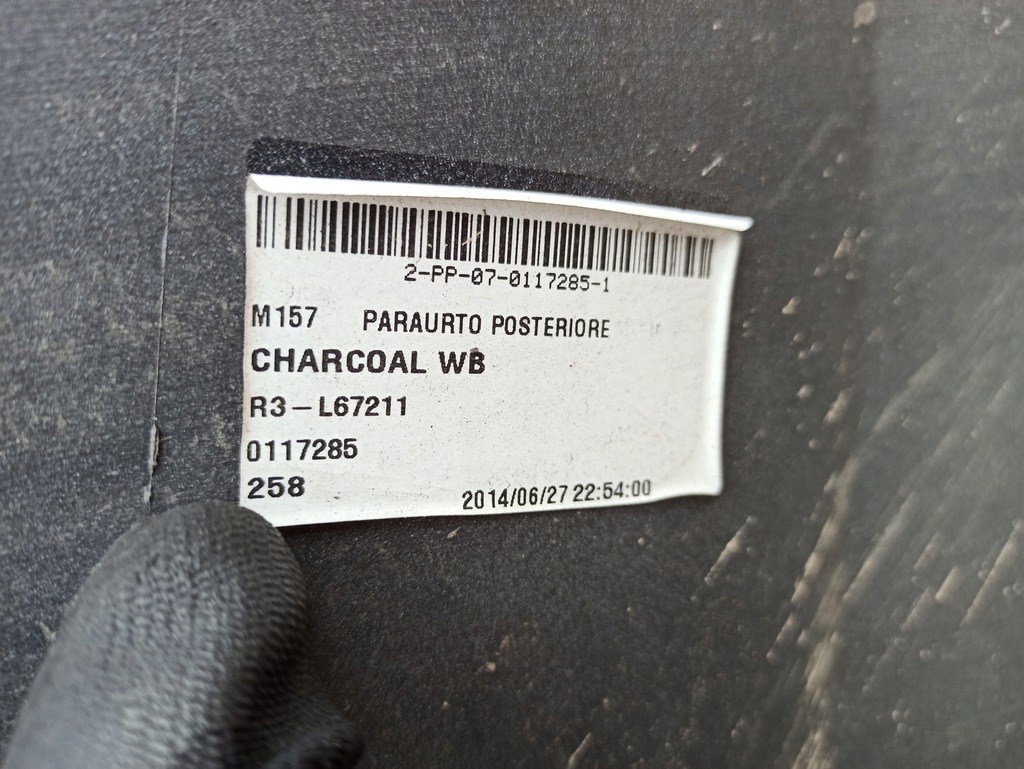 2-PP-07-0117285-1
M157 PARAURTO POSTERIORE
CHARCOAL WB
R3-L67211
0117285
258 2014/06/27 22:54:00